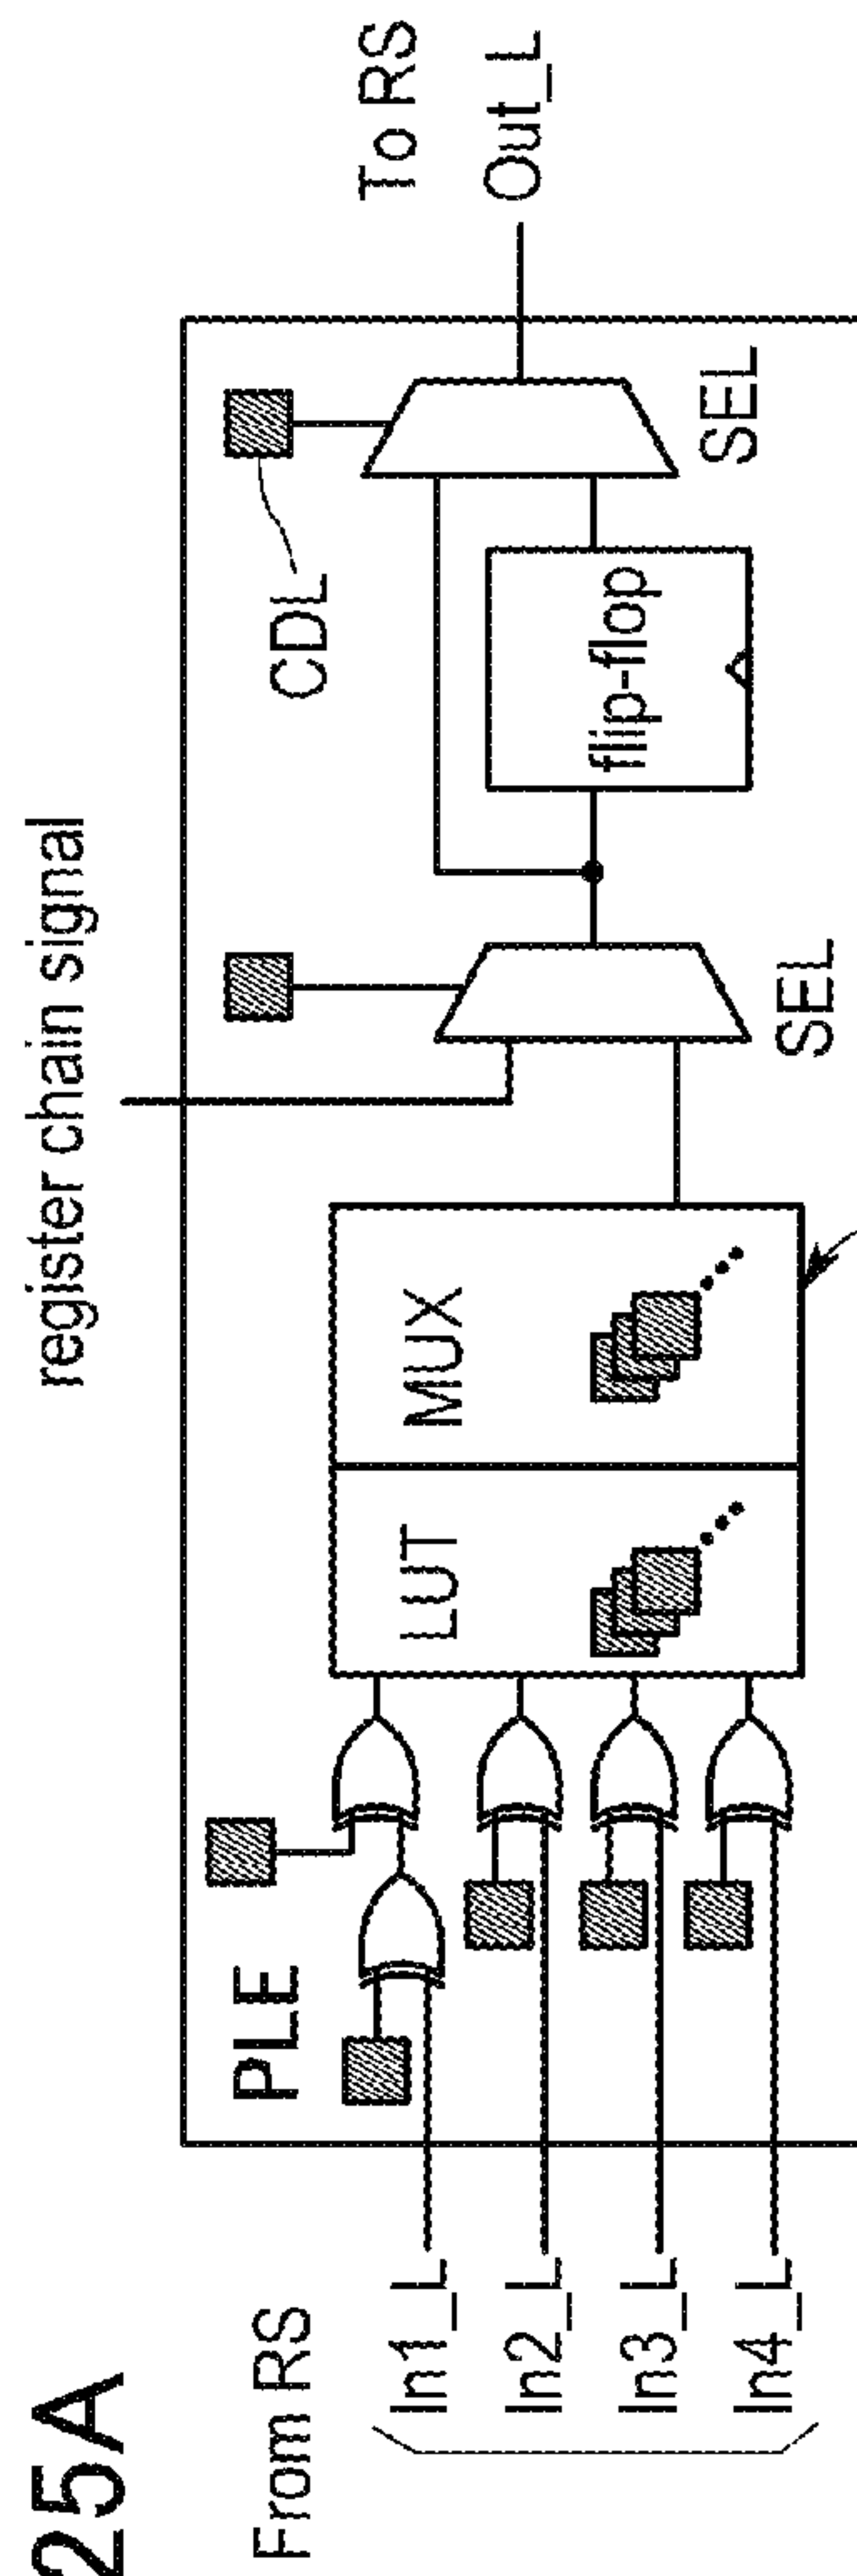 25A
register chain signal
From RS
To RS
PLE
CDL
In1_L
In2_L
In3_L
In4_L
LUT
MUX
flip-flop
SEL
SEL
Out_L